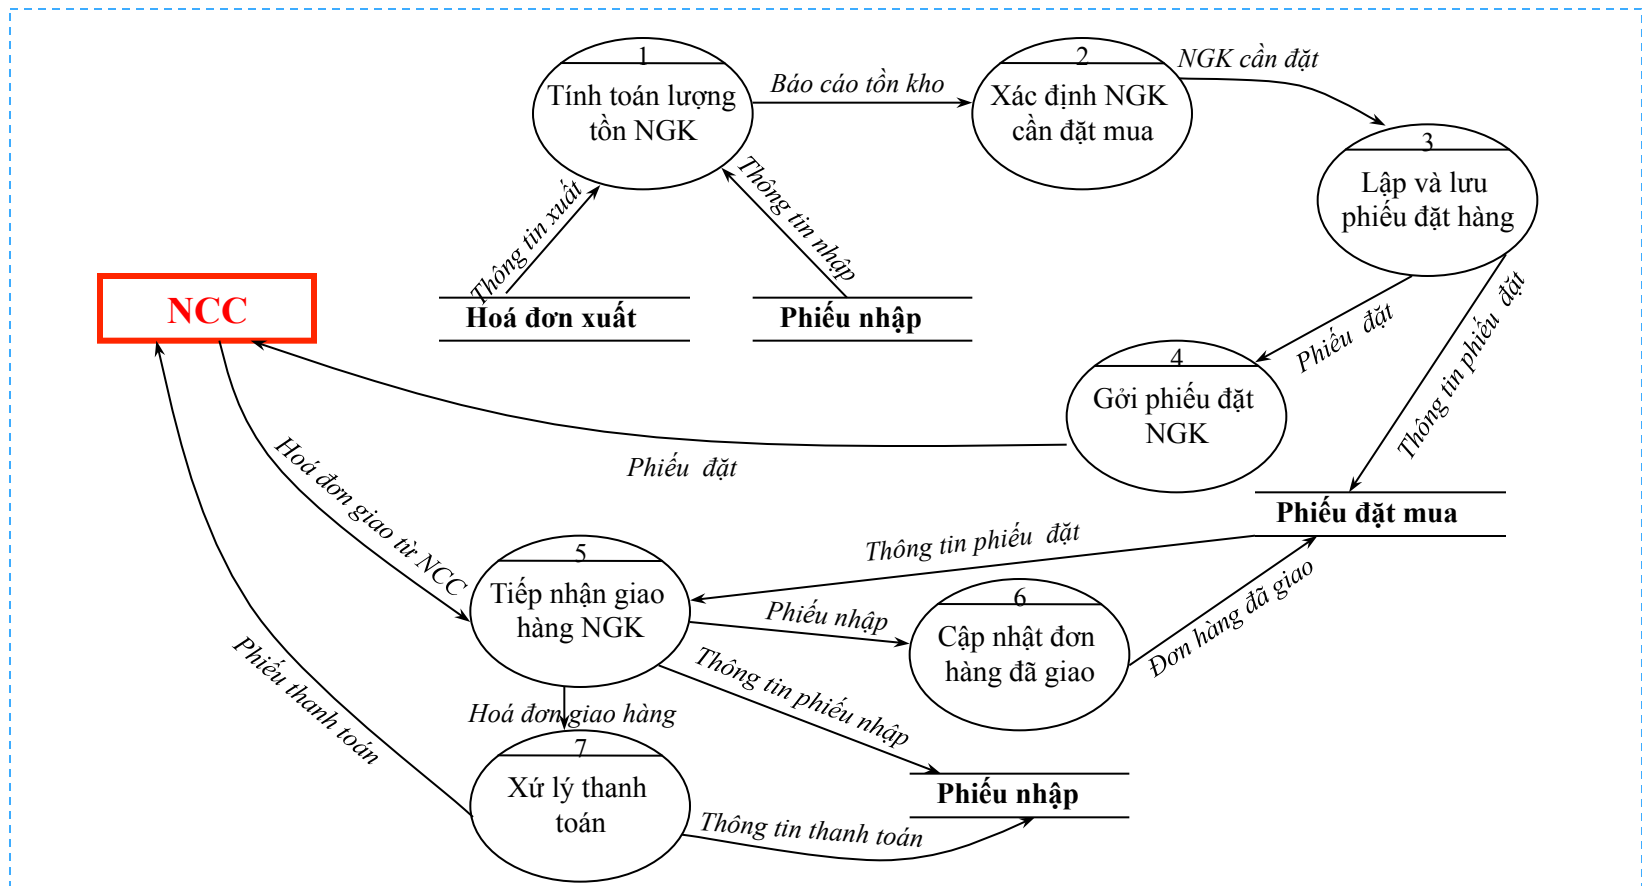 1
Tính toán lượng
tồn NGK
Báo cáo tồn kho
2
Xác định NGK
cần đặt mua
NGK cần đặt
3
Lập và lưu
phiếu đặt hàng
Thông tin xuất
Thông tin nhập
NCC
Hoá đơn xuất
Phiếu nhập
Phiếu đặt
Thông tin phiếu đặt
4
Gởi phiếu đặt
NGK
Phiếu đặt
Hoá đơn giao từ NCC
Phiếu đặt mua
Thông tin phiếu đặt
5
Tiếp nhận giao
hàng NGK
Phiếu nhập
6
Cập nhật đơn
hàng đã giao
Đơn hàng đã giao
Phiếu thanh toán
Thông tin phiếu nhập
Hoá đơn giao hàng
7
Xứ lý thanh
toán
Phiếu nhập
Thông tin thanh toán